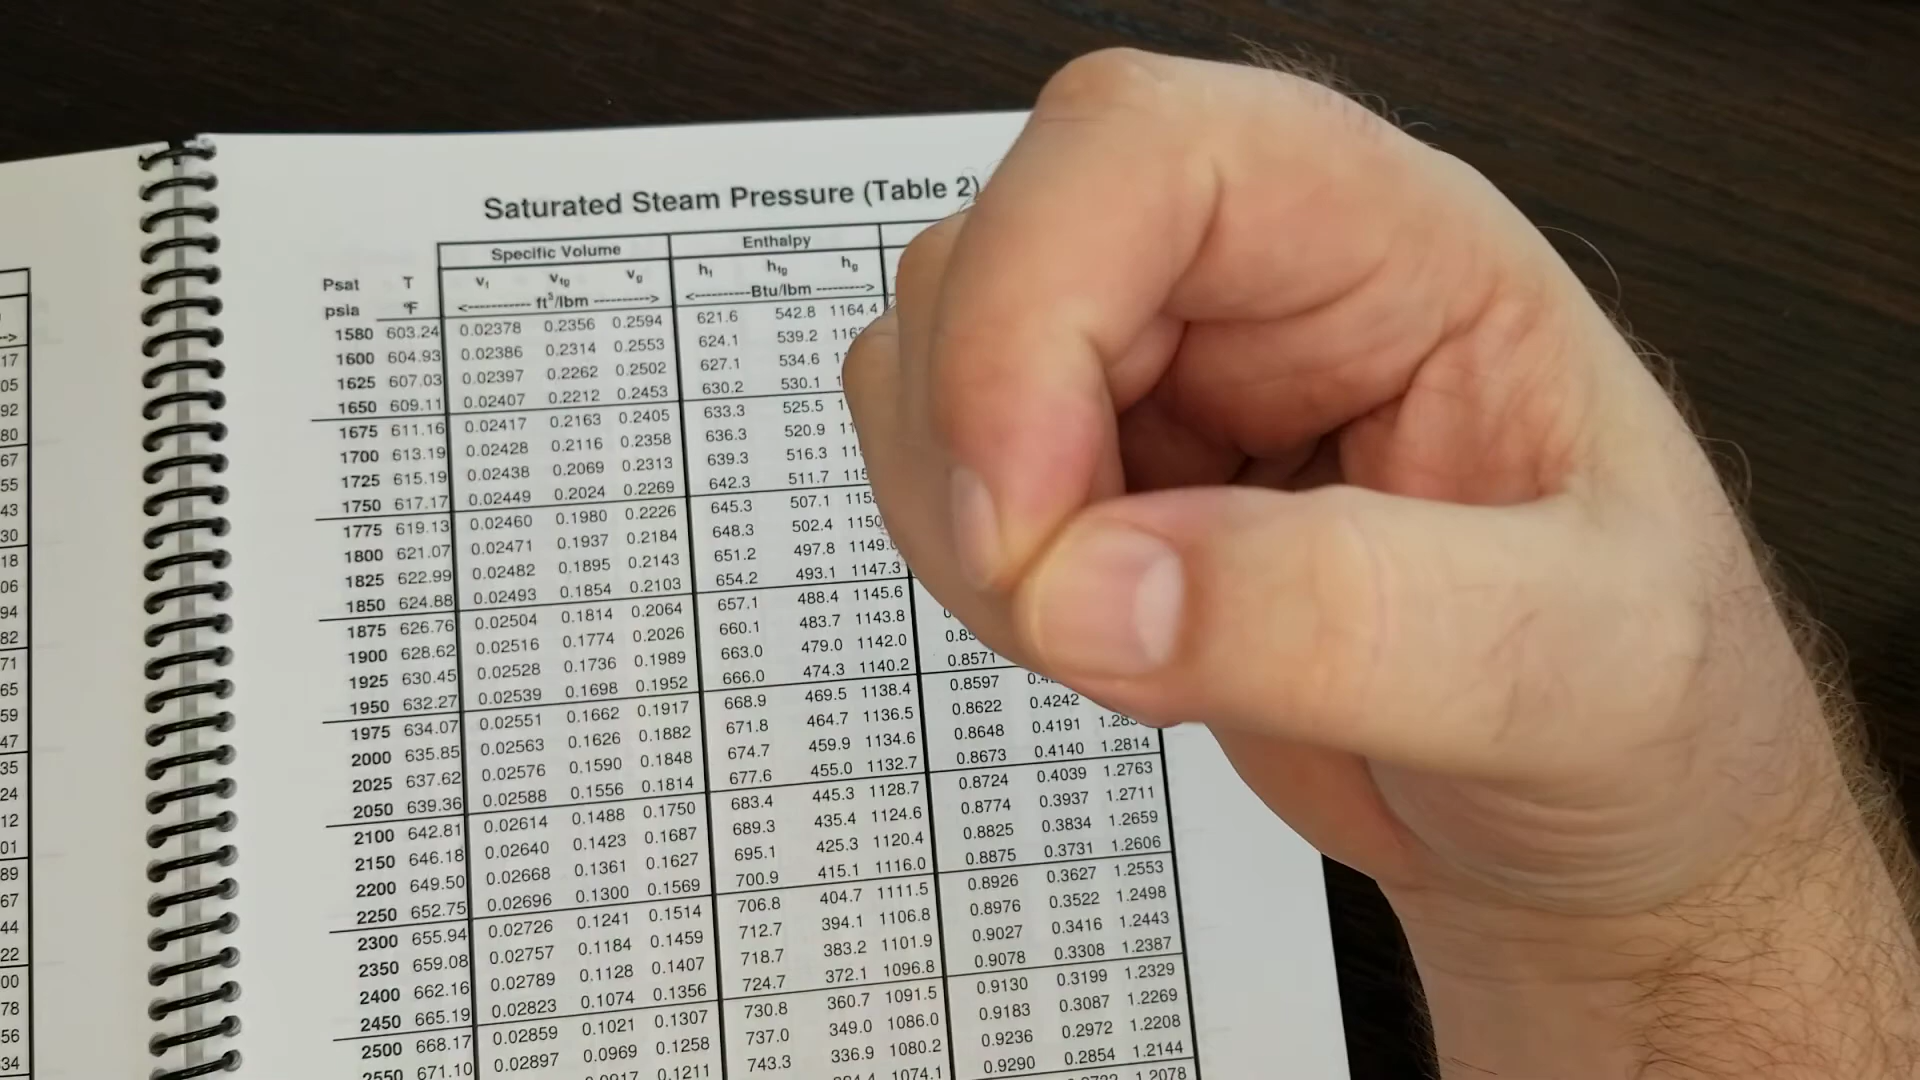 Saturated Steam Pressure (Table 2)
Specific Volume Enthalpy
Psat T vf vfg vg hf hfg hg
psia °F <------------ ft³/lbm ----------> <----------Btu/lbm ---------->
1580 603.24 0.02378 0.2356 0.2594 621.6 542.8 1164.4
1600 604.93 0.02386 0.2314 0.2553 624.1 539.2
1625 607.03 0.02397 0.2262 0.2502 627.1 534.6
1650 609.11 0.02407 0.2212 0.2453 630.2 530.1
1675 611.16 0.02417 0.2163 0.2405 633.3 525.5
1700 613.19 0.02428 0.2116 0.2358 636.3 520.9
1725 615.19 0.02438 0.2069 0.2313 639.3 516.3
1750 617.17 0.02449 0.2024 0.2269 642.3 511.7
1775 619.13 0.02460 0.1980 0.2226 645.3 507.1
1800 621.07 0.02471 0.1937 0.2184 648.3 502.4 1150
1825 622.99 0.02482 0.1895 0.2143 651.2 497.8 1149.0
1850 624.88 0.02493 0.1854 0.2103 654.2 493.1 1147.3
1875 626.76 0.02504 0.1814 0.2064 657.1 488.4 1145.6
1900 628.62 0.02516 0.1774 0.2026 660.1 483.7 1143.8
1925 630.45 0.02528 0.1736 0.1989 663.0 479.0 1142.0
1950 632.27 0.02539 0.1698 0.1952 666.0 474.3 1140.2 0.8571
1975 634.07 0.02551 0.1662 0.1917 668.9 469.5 1138.4 0.8597
2000 635.85 0.02563 0.1626 0.1882 671.8 464.7 1136.5 0.8622 0.4242
2025 637.62 0.02576 0.1590 0.1848 674.7 459.9 1134.6 0.8648 0.4191
2050 639.36 0.02588 0.1556 0.1814 677.6 455.0 1132.7 0.8673 0.4140 1.2814
2100 642.81 0.02614 0.1488 0.1750 683.4 445.3 1128.7 0.8724 0.4039 1.2763
2150 646.18 0.02640 0.1423 0.1687 689.3 435.4 1124.6 0.8774 0.3937 1.2711
2200 649.50 0.02668 0.1361 0.1627 695.1 425.3 1120.4 0.8825 0.3834 1.2659
2250 652.75 0.02696 0.1300 0.1569 700.9 415.1 1116.0 0.8875 0.3731 1.2606
2300 655.94 0.02726 0.1241 0.1514 706.8 404.7 1111.5 0.8926 0.3627 1.2553
2350 659.08 0.02757 0.1184 0.1459 712.7 394.1 1106.8 0.8976 0.3522 1.2498
2400 662.16 0.02789 0.1128 0.1407 718.7 383.2 1101.9 0.9027 0.3416 1.2443
2450 665.19 0.02823 0.1074 0.1356 724.7 372.1 1096.8 0.9078 0.3308 1.2387
2500 668.17 0.02859 0.1021 0.1307 730.8 360.7 1091.5 0.9130 0.3199 1.2329
2550 671.10 0.02897 0.0969 0.1258 737.0 349.0 1086.0 0.9183 0.3087 1.2269
0.0917 0.1211 743.3 336.9 1080.2 0.9236 0.2972 1.2208
1074.1 0.9290 0.2854 1.2144
1.2078